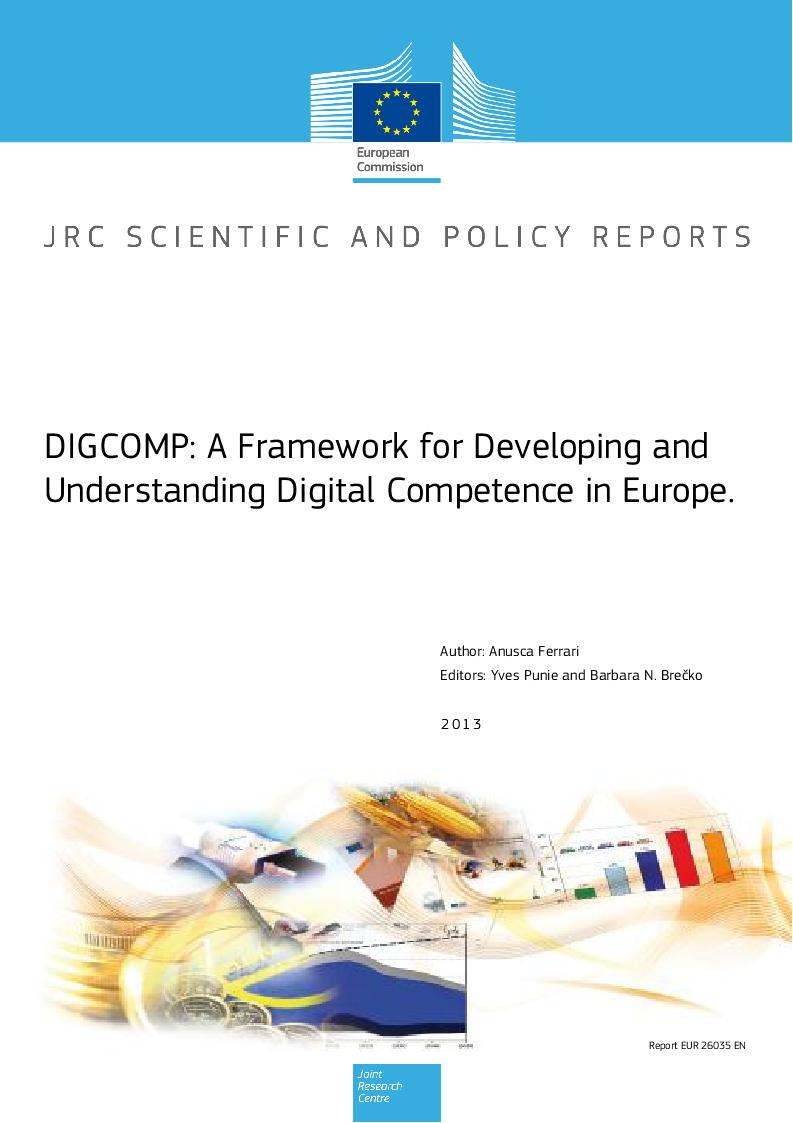 European
Commission
JRC SCIENTIFIC AND POLICY REPORTS
DIGCOMP: A Framework for Developing and
Understanding Digital Competence in Europe.
Author: Anusca Ferrari
Editors: Yves Punie and Barbara N. Brečko
2013
Report EUR 26035 EN
Joint
Research
Centre